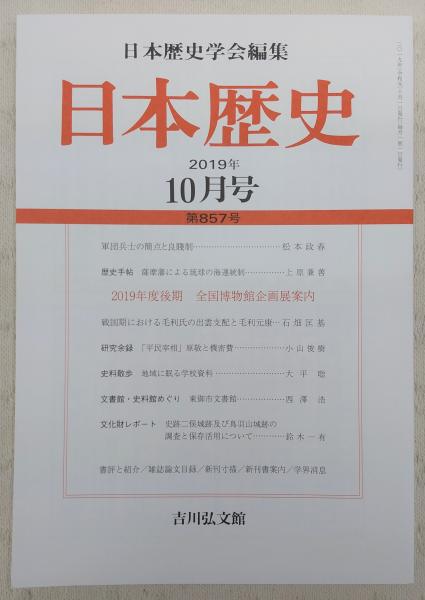 日本歴史学会編集
日本歴史
2019年
10月号
第857号
軍団兵士の簡点と良賤制……………………………松本政春
歴史手帖　薩摩藩による琉球の海運統制……………上原兼善
2019年度後期　全国博物館企画展案内
戦国期における毛利氏の出雲支配と毛利元康…石畑匡基
研究余録　「平民宰相」原敬と機密費………………小山俊樹
史料散歩　地域に眠る学校資料………………………大平聡
文書館・史料館めぐり　東御市文書館………………西澤浩
文化財レポート　史跡二俣城跡及び鳥羽山城跡の
調査と保存活用について…………鈴木一有
書評と紹介／雑誌論文目録／新刊寸描／新刊書案内／学界消息
吉川弘文館